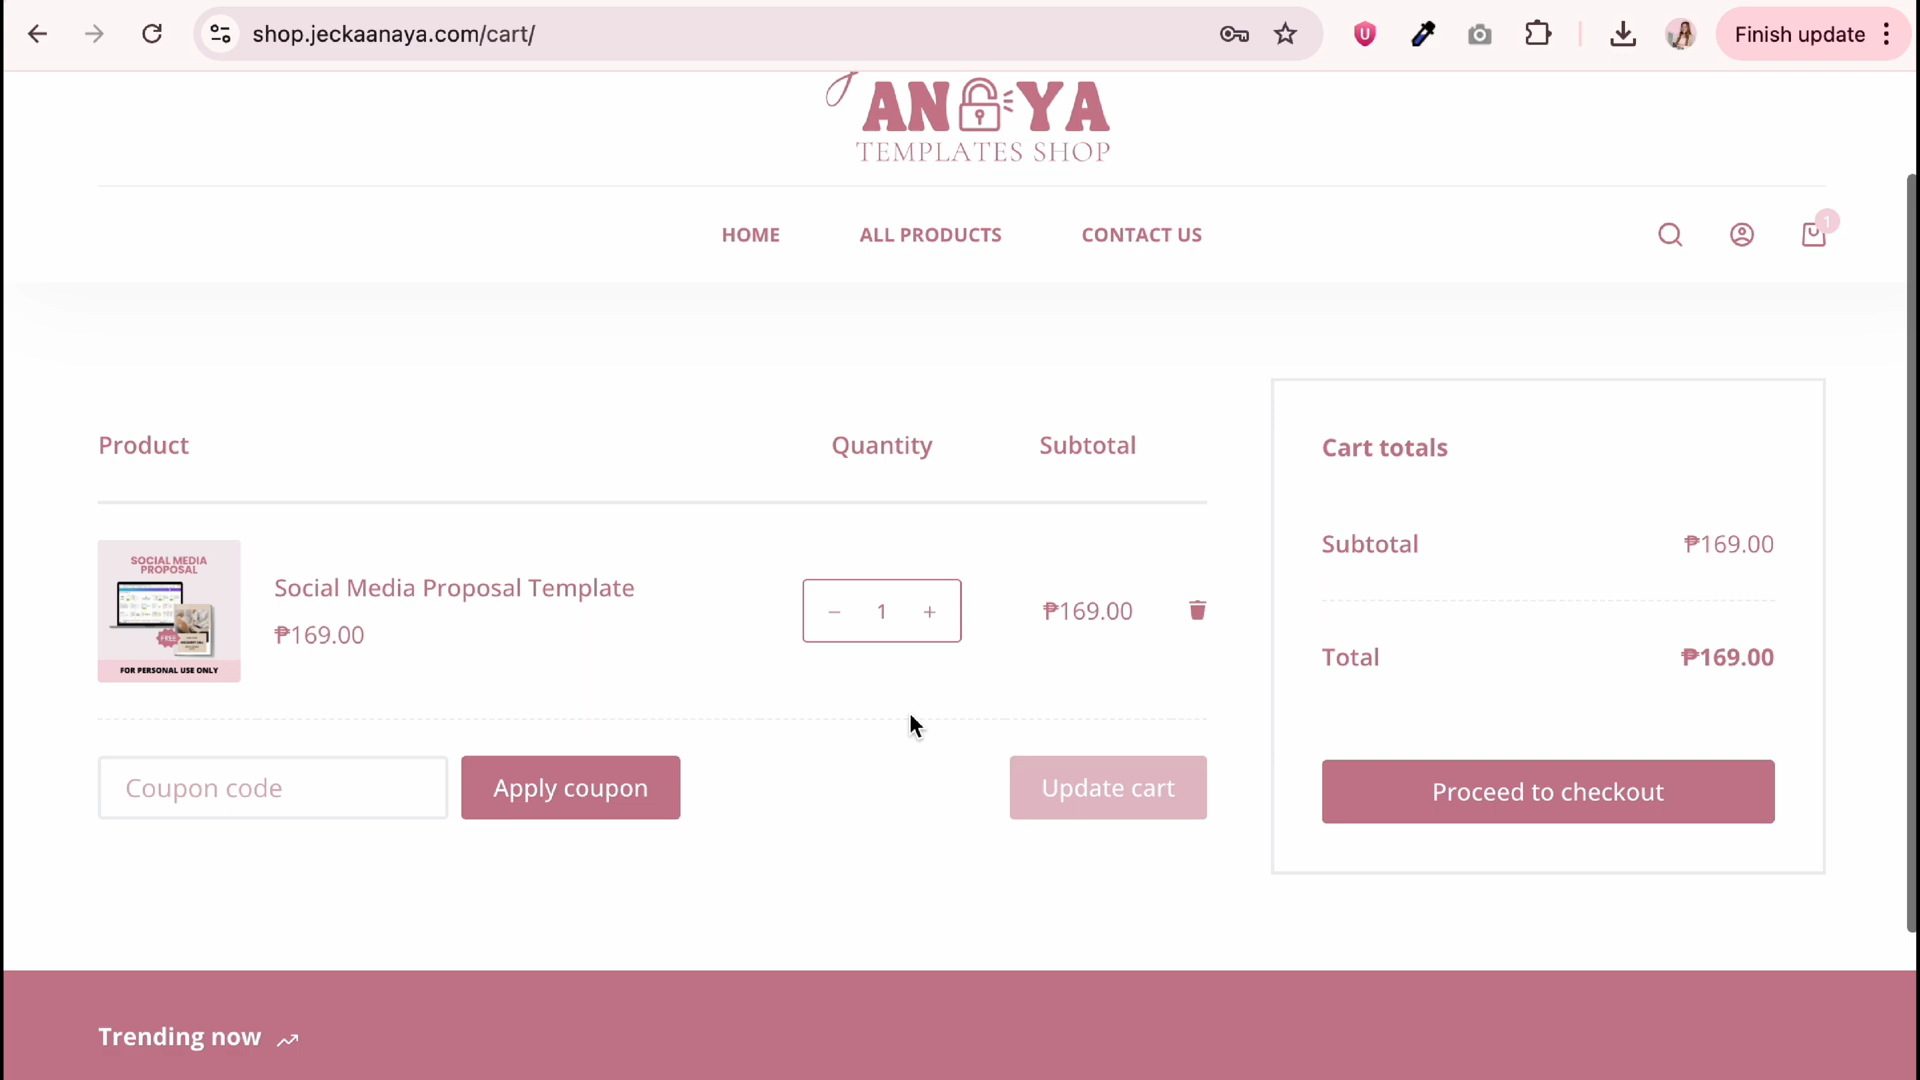 shop.jeckaanaya.com/cart/
Finish update
ANAYA
TEMPLATES SHOP
HOME
ALL PRODUCTS
CONTACT US
1
Product
Quantity
Subtotal
SOCIAL MEDIA
PROPOSAL
FREE
FOR PERSONAL USE ONLY
Social Media Proposal Template
₱169.00
− 1 +
₱169.00
Coupon code
Apply coupon
Update cart
Cart totals
Subtotal ₱169.00
Total ₱169.00
Proceed to checkout
Trending now